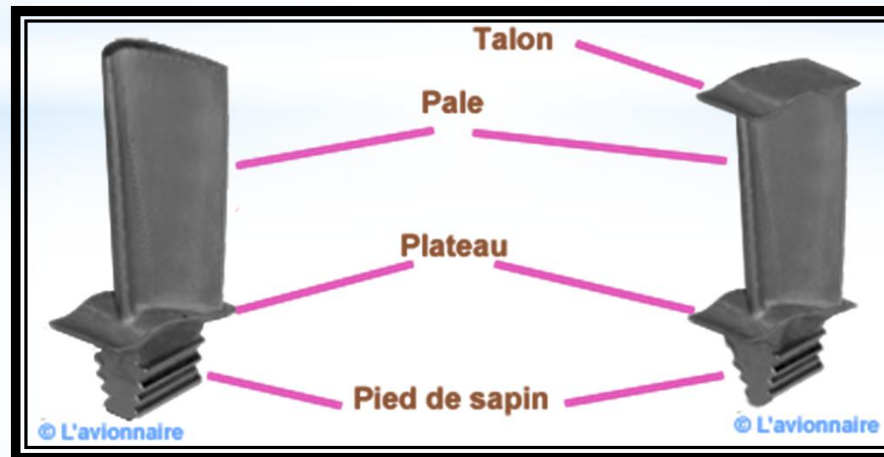 Talon
Pale
Plateau
Pied de sapin
© L'avionnaire
© L'avionnaire